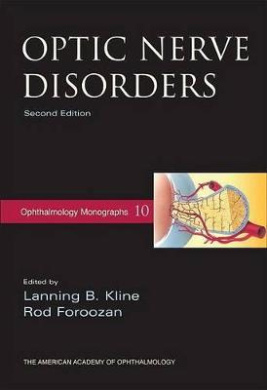 OPTIC NERVE
DISORDERS
Second Edition
Ophthalmology Monographs 10
Edited by
Lanning B. Kline
Rod Foroozan
THE AMERICAN ACADEMY OF OPHTHALMOLOGY